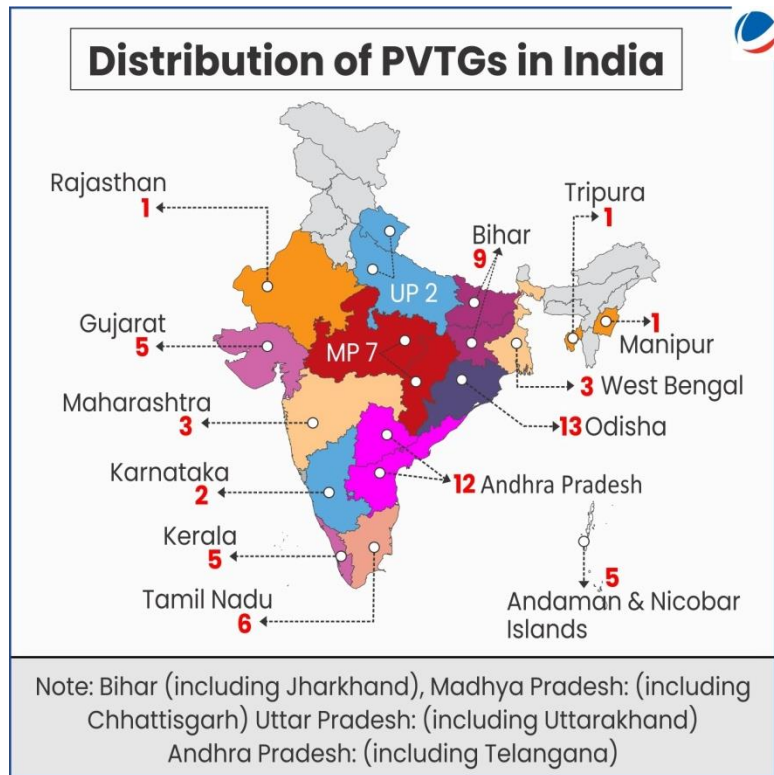 Distribution of PVTGs in India
Rajasthan
1
Tripura
1
Bihar
9
UP 2
Gujarat
5
MP 7
1
Manipur
3 West Bengal
Maharashtra
3
13 Odisha
Karnataka
2
12 Andhra Pradesh
Kerala
5
5
Andaman & Nicobar
Islands
Tamil Nadu
6
Note: Bihar (including Jharkhand), Madhya Pradesh: (including
Chhattisgarh) Uttar Pradesh: (including Uttarakhand)
Andhra Pradesh: (including Telangana)